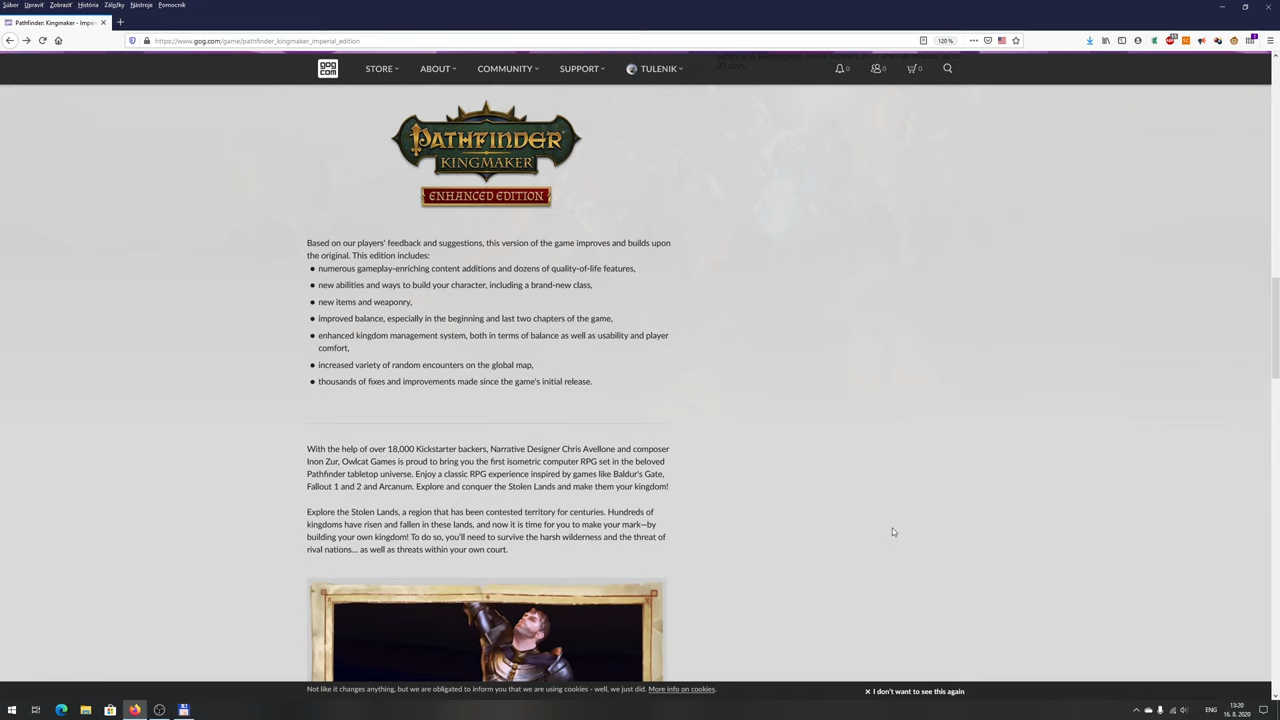 Súbor Upraviť Zobraziť História Záložky Nástroje Pomocník
Pathfinder: Kingmaker - Imperi
https://www.gog.com/game/pathfinder_kingmaker_imperial_edition
120 %
gog
com
STORE ABOUT COMMUNITY SUPPORT TULENIK 0 0 0
PATHFINDER
KINGMAKER
ENHANCED EDITION
Based on our players' feedback and suggestions, this version of the game improves and builds upon
the original. This edition includes:
● numerous gameplay-enriching content additions and dozens of quality-of-life features,
● new abilities and ways to build your character, including a brand-new class,
● new items and weaponry,
● improved balance, especially in the beginning and last two chapters of the game,
● enhanced kingdom management system, both in terms of balance as well as usability and player
comfort,
● increased variety of random encounters on the global map,
● thousands of fixes and improvements made since the game's initial release.
With the help of over 18,000 Kickstarter backers, Narrative Designer Chris Avellone and composer
Inon Zur, Owlcat Games is proud to bring you the first isometric computer RPG set in the beloved
Pathfinder tabletop universe. Enjoy a classic RPG experience inspired by games like Baldur's Gate,
Fallout 1 and 2 and Arcanum. Explore and conquer the Stolen Lands and make them your kingdom!
Explore the Stolen Lands, a region that has been contested territory for centuries. Hundreds of
kingdoms have risen and fallen in these lands, and now it is time for you to make your mark—by
building your own kingdom! To do so, you'll need to survive the harsh wilderness and the threat of
rival nations... as well as threats within your own court.
Not like it changes anything, but we are obligated to inform you that we are using cookies - well, we just did. More info on cookies.
I don't want to see this again
ENG
13:20
16. 8. 2020